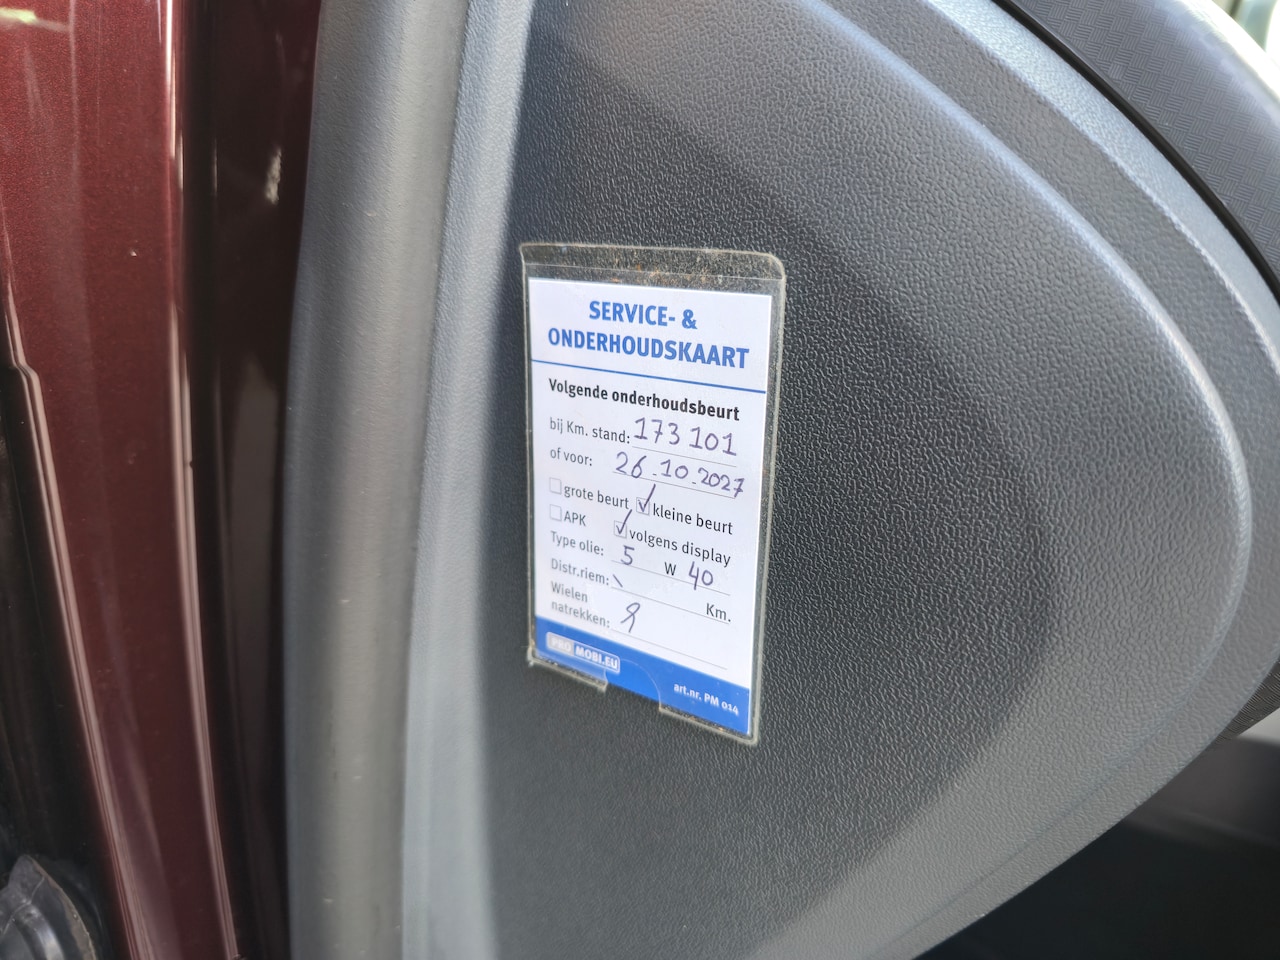 SERVICE- &
ONDERHOUDSKAART
Volgende onderhoudsbeurt
bij Km. stand: 173 101
of voor: 26.10.2027
grote beurt kleine beurt
APK volgens display
Type olie: 5 W 40
Distr.riem: \ Km.
Wielen
natrekken:
PRO MOBI.EU
art.nr. PM 014